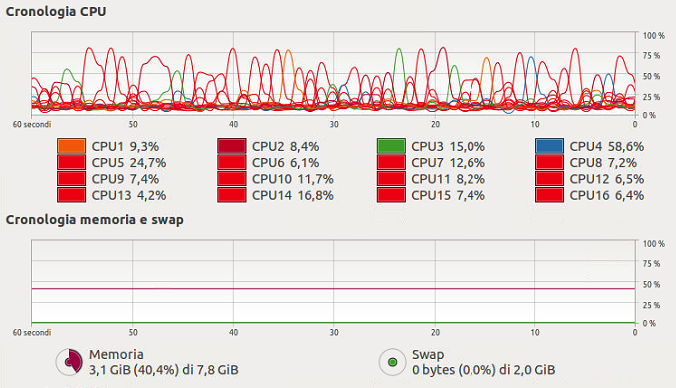 Cronologia CPU
100 %
75 %
50 %
25 %
0 %
60 secondi 50 40 30 20 10 0
CPU1 9,3% CPU2 8,4% CPU3 15,0% CPU4 58,6%
CPU5 24,7% CPU6 6,1% CPU7 12,6% CPU8 7,2%
CPU9 7,4% CPU10 11,7% CPU11 8,2% CPU12 6,5%
CPU13 4,2% CPU14 16,8% CPU15 7,4% CPU16 6,4%
Cronologia memoria e swap
100 %
75 %
50 %
25 %
0 %
60 secondi 50 40 30 20 10 0
Memoria Swap
3,1 GiB (40,4%) di 7,8 GiB 0 bytes (0.0%) di 2,0 GiB